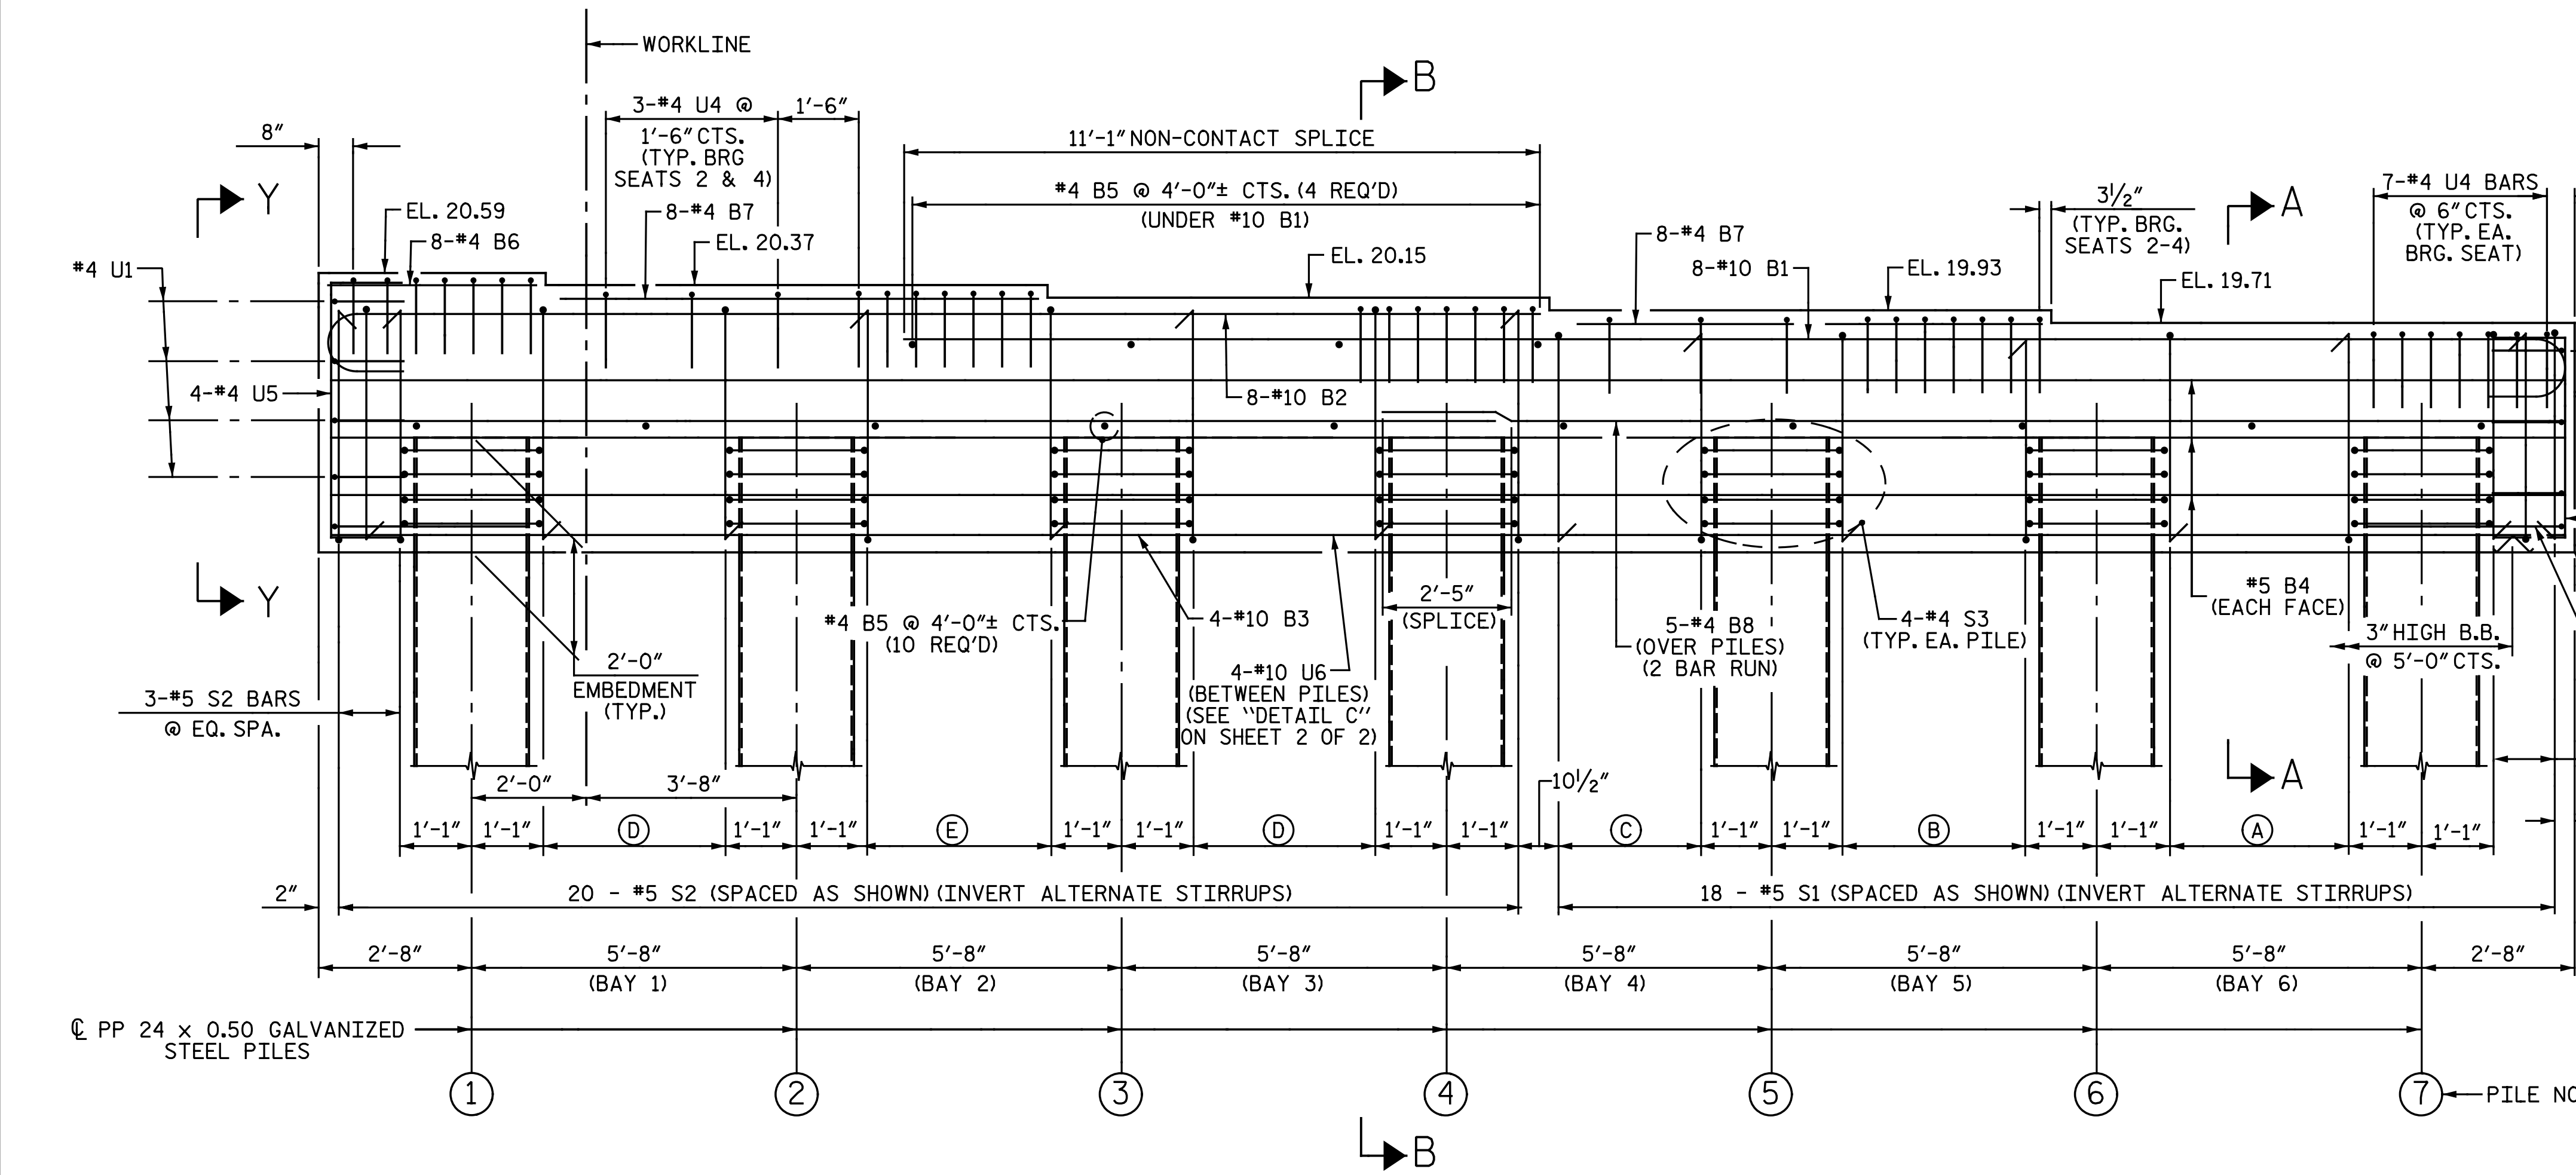 WORKLINE
B
3-#4 U4 @
1'-6" CTS.
(TYP. BRG
SEATS 2 & 4)
1'-6"
8"
11'-1" NON-CONTACT SPLICE
#4 B5 @ 4'-0"± CTS. (4 REQ'D)
(UNDER #10 B1)
Y
EL. 20.59
8-#4 B6
8-#4 B7
EL. 20.37
EL. 20.15
8-#4 B7
8-#10 B1
EL. 19.93
3½"
(TYP. BRG.
SEATS 2-4)
A
EL. 19.71
7-#4 U4 BARS
@ 6" CTS.
(TYP. EA.
BRG. SEAT)
#4 U1
4-#4 U5
8-#10 B2
Y
#4 B5 @ 4'-0"± CTS.
(10 REQ'D)
4-#10 B3
2'-5"
(SPLICE)
5-#4 B8
(OVER PILES)
(2 BAR RUN)
4-#4 S3
(TYP. EA. PILE)
#5 B4
(EACH FACE)
3" HIGH B.B.
@ 5'-0" CTS.
2'-0"
EMBEDMENT
(TYP.)
4-#10 U6
(BETWEEN PILES)
(SEE "DETAIL C"
ON SHEET 2 OF 2)
3-#5 S2 BARS
@ EQ. SPA.
2'-0"
3'-8"
10½"
A
1'-1" 1'-1" D 1'-1" 1'-1" E 1'-1" 1'-1" D 1'-1" 1'-1" C 1'-1" 1'-1" B 1'-1" 1'-1" A 1'-1" 1'-1"
2"
20 - #5 S2 (SPACED AS SHOWN) (INVERT ALTERNATE STIRRUPS)
18 - #5 S1 (SPACED AS SHOWN) (INVERT ALTERNATE STIRRUPS)
2'-8" 5'-8" 5'-8" 5'-8" 5'-8" 5'-8" 5'-8" 2'-8"
(BAY 1) (BAY 2) (BAY 3) (BAY 4) (BAY 5) (BAY 6)
℄ PP 24 x 0.50 GALVANIZED
STEEL PILES
1 2 3 4 5 6 7
PILE NO
B